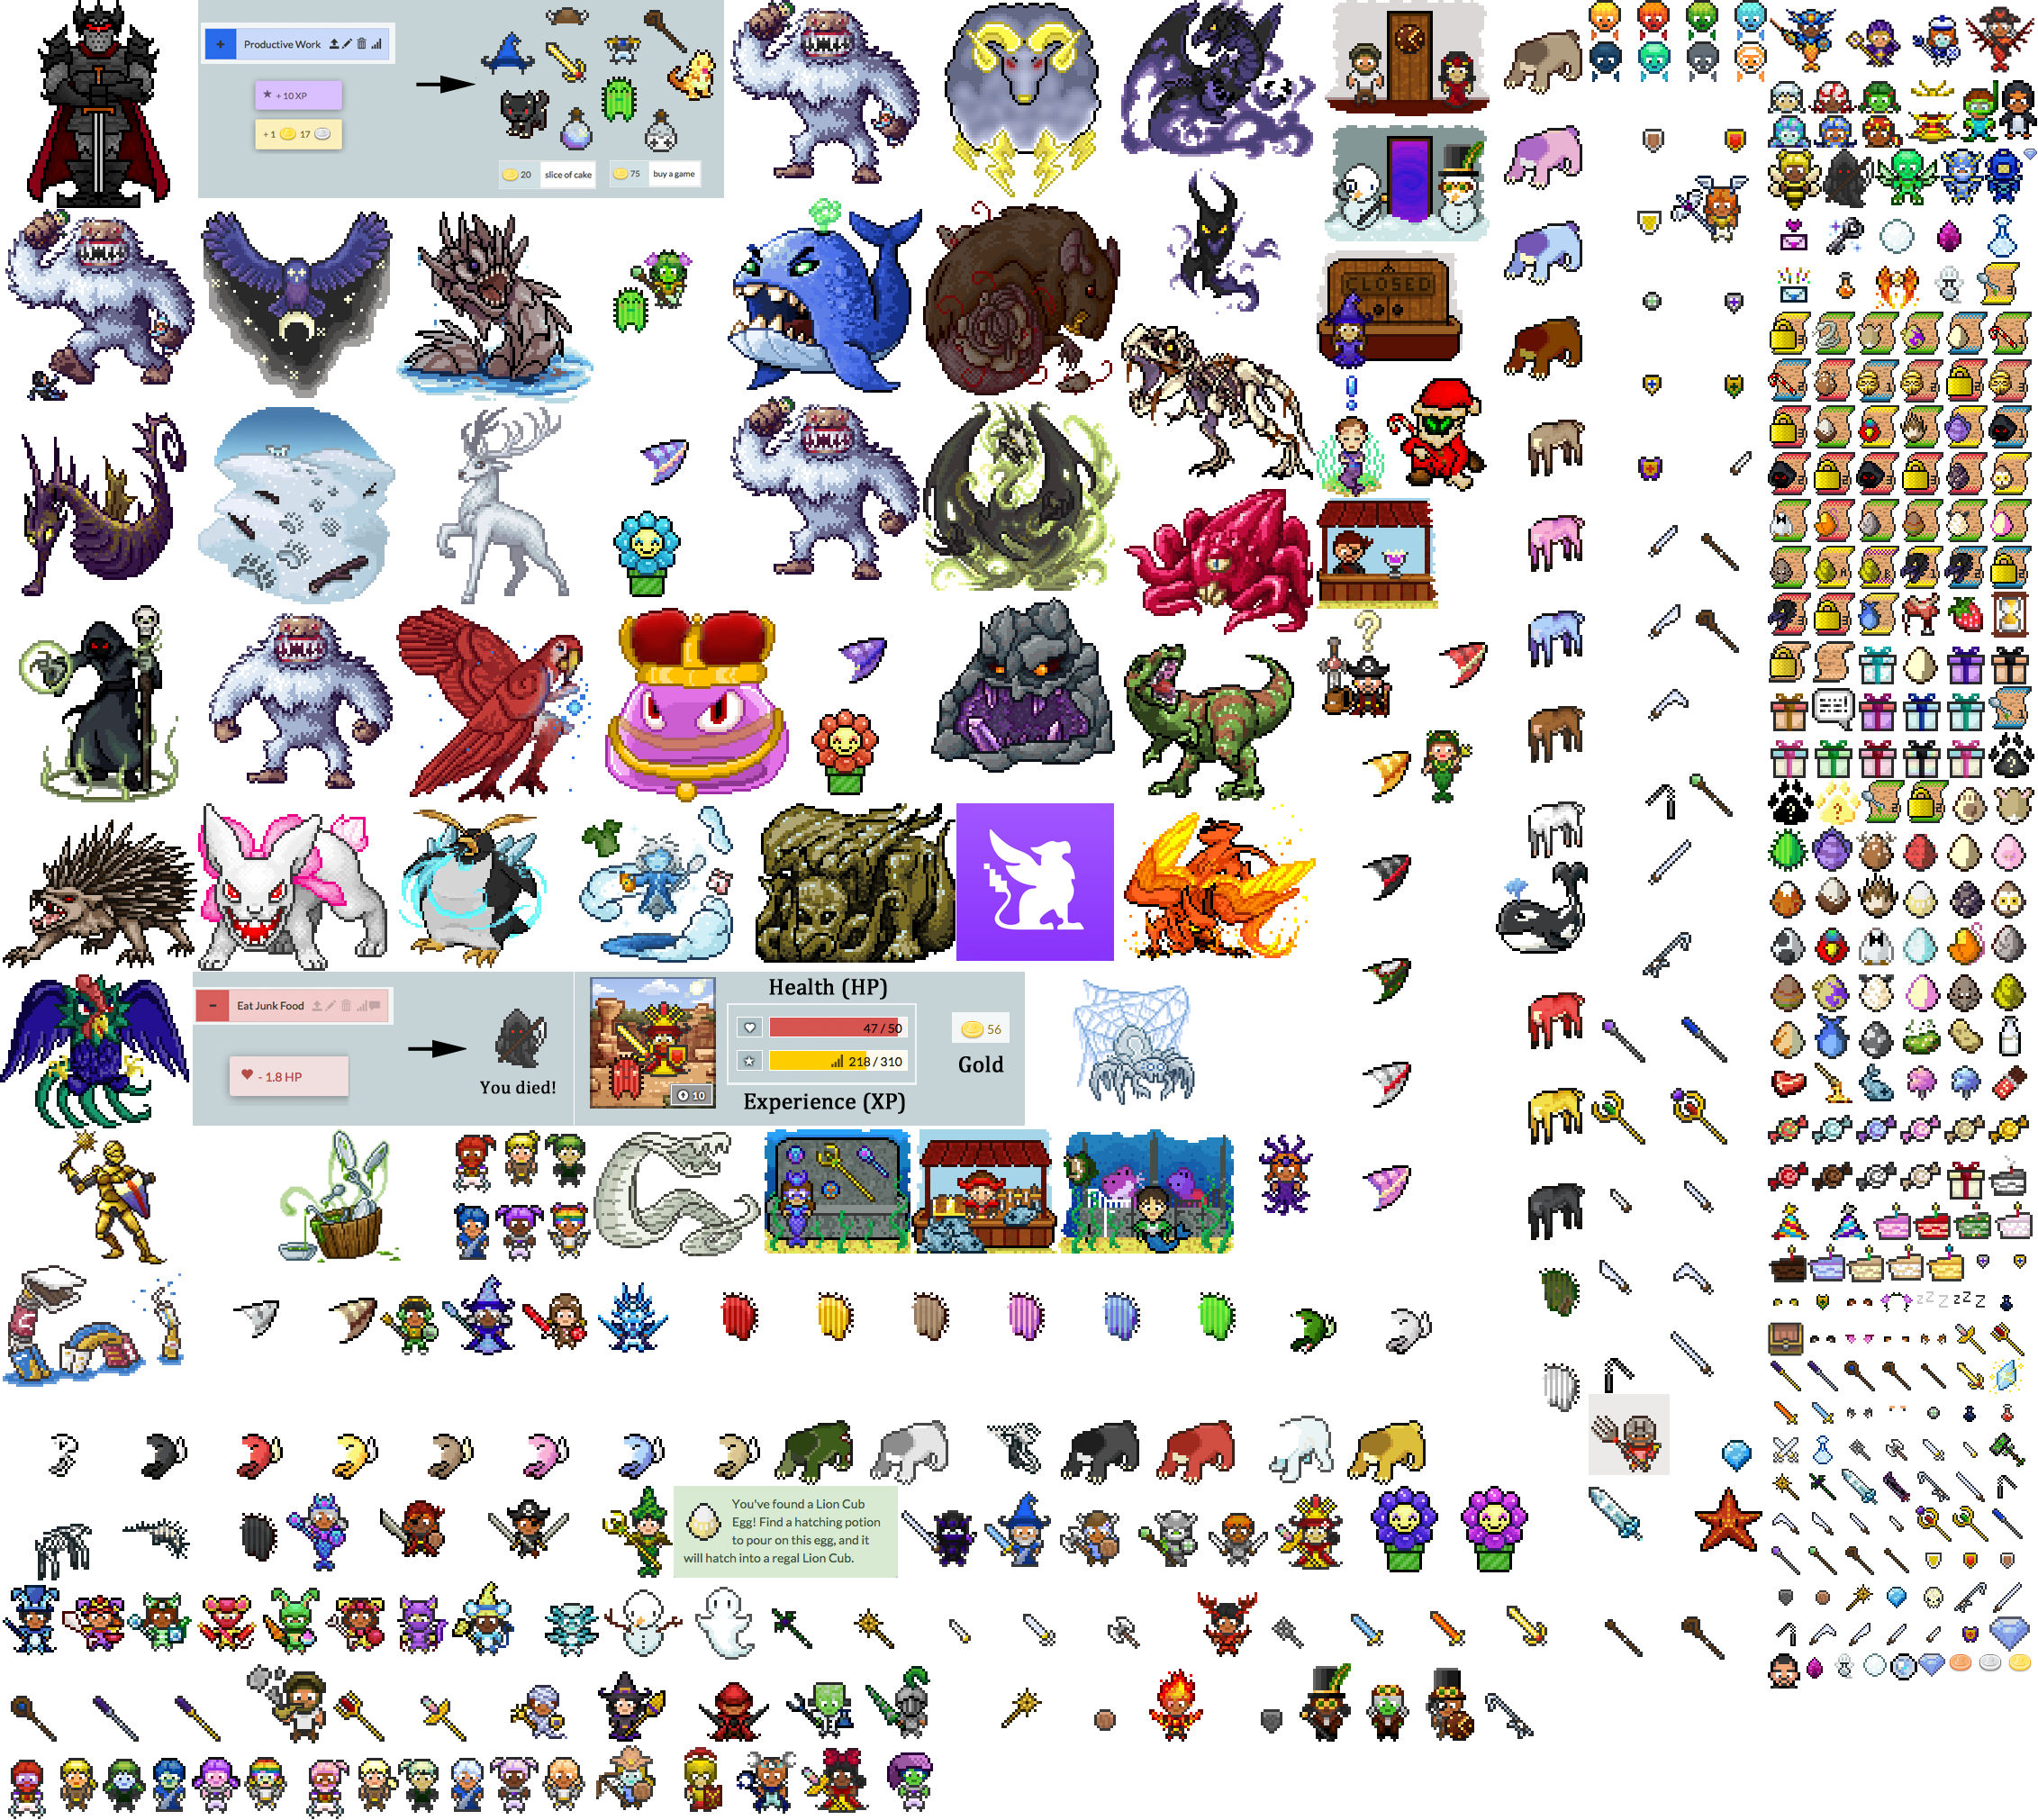 Productive Work
+ 10 XP
+ 1 17
20 slice of cake
75 buy a game
CLOSED
Eat Junk Food
- 1.8 HP
You died!
Health (HP)
47 / 50
218 / 310
Experience (XP)
10
56
Gold
You've found a Lion Cub
Egg! Find a hatching potion
to pour on this egg, and it
will hatch into a regal Lion Cub.